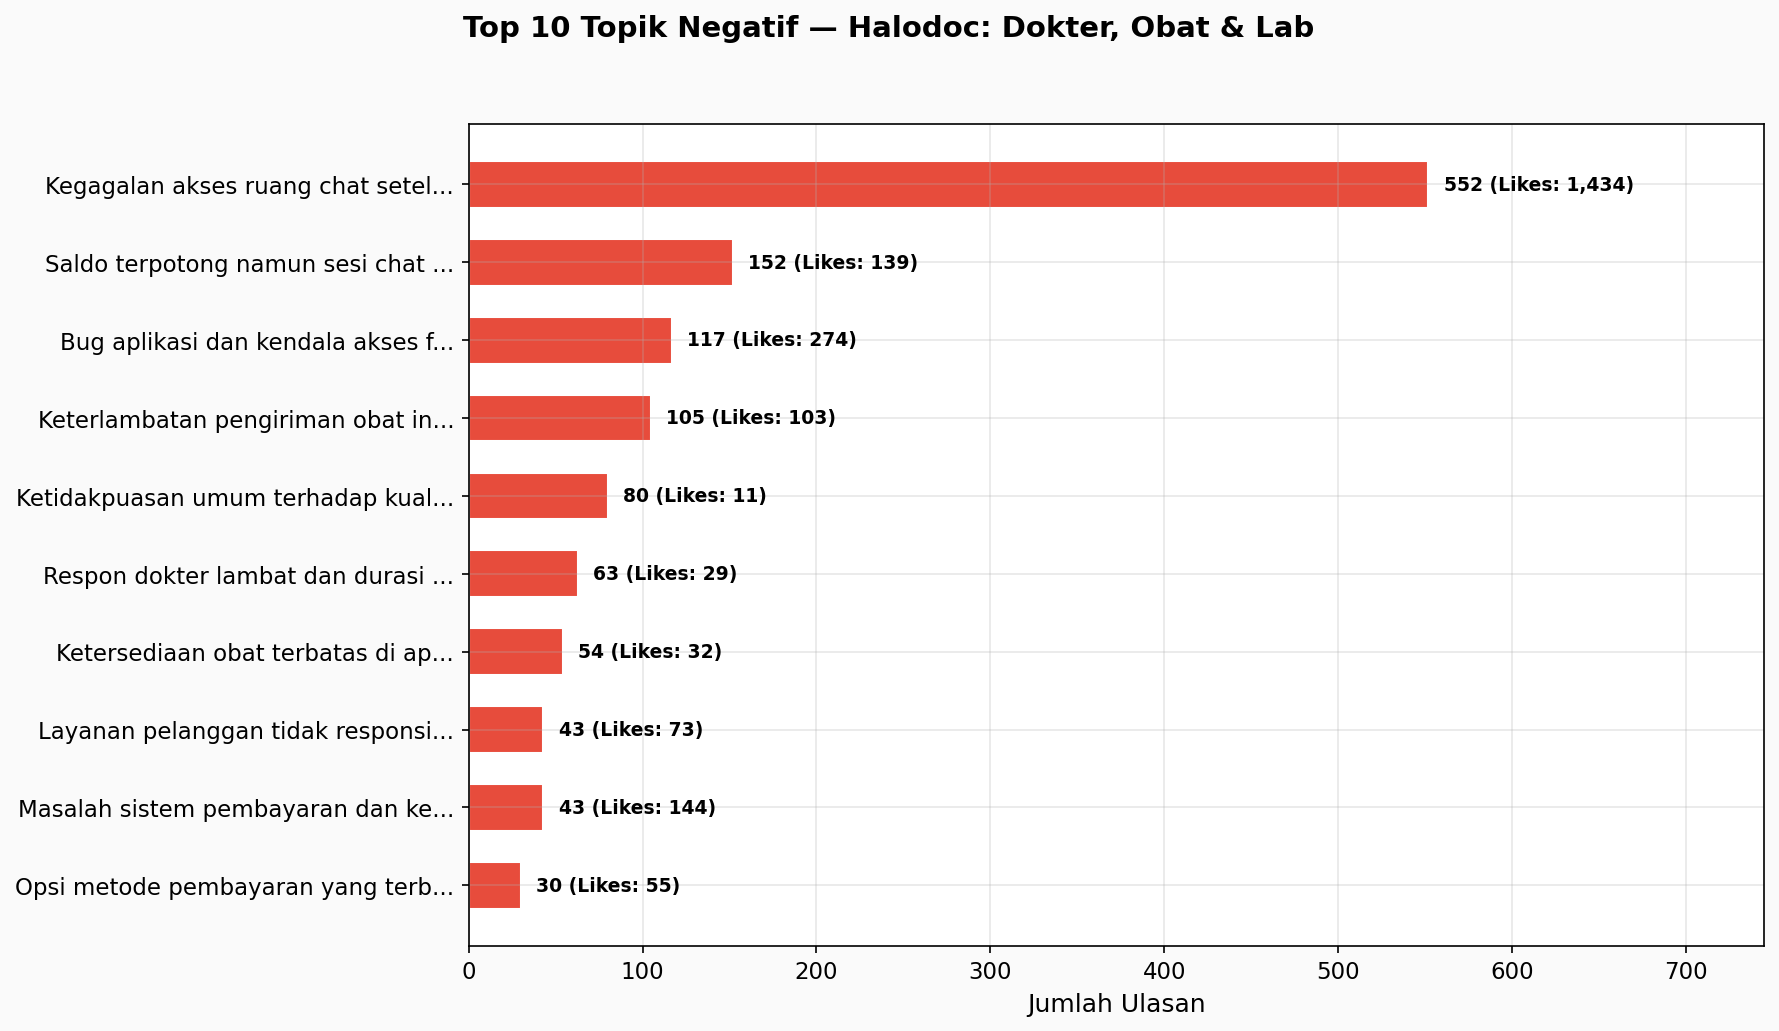 Top 10 Topik Negatif — Halodoc: Dokter, Obat & Lab
Kegagalan akses ruang chat setel... 552 (Likes: 1,434)
Saldo terpotong namun sesi chat ... 152 (Likes: 139)
Bug aplikasi dan kendala akses f... 117 (Likes: 274)
Keterlambatan pengiriman obat in... 105 (Likes: 103)
Ketidakpuasan umum terhadap kual... 80 (Likes: 11)
Respon dokter lambat dan durasi ... 63 (Likes: 29)
Ketersediaan obat terbatas di ap... 54 (Likes: 32)
Layanan pelanggan tidak responsi... 43 (Likes: 73)
Masalah sistem pembayaran dan ke... 43 (Likes: 144)
Opsi metode pembayaran yang terb... 30 (Likes: 55)
0 100 200 300 400 500 600 700
Jumlah Ulasan